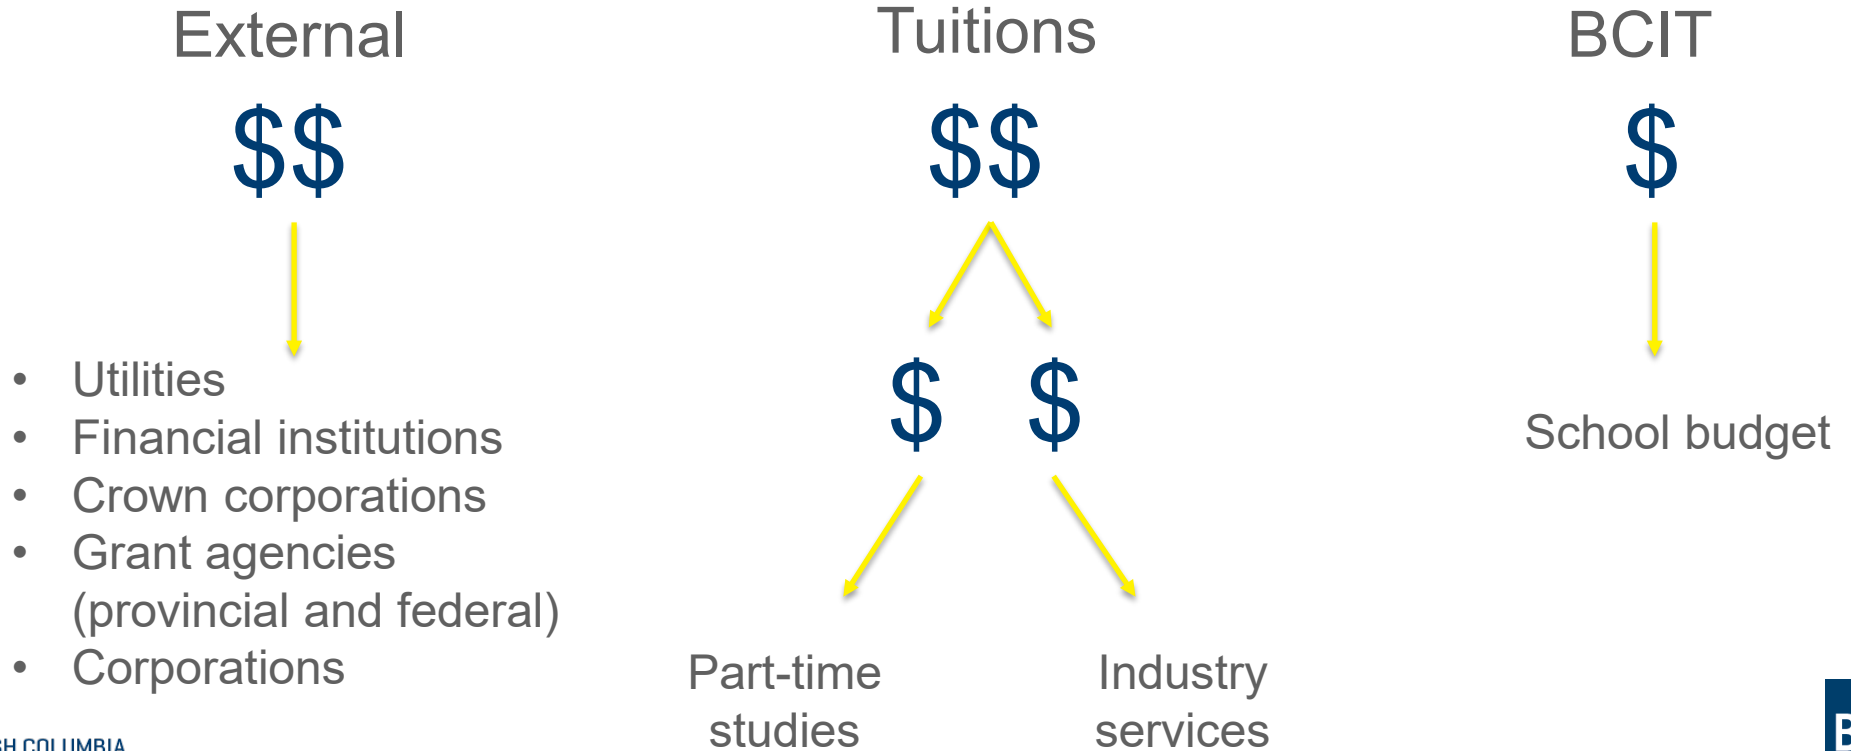 External
$$
• Utilities
• Financial institutions
• Crown corporations
• Grant agencies
(provincial and federal)
• Corporations
Tuitions
$$
$ $
Part-time
studies
Industry
services
BCIT
$
School budget
COLUMBIA
B